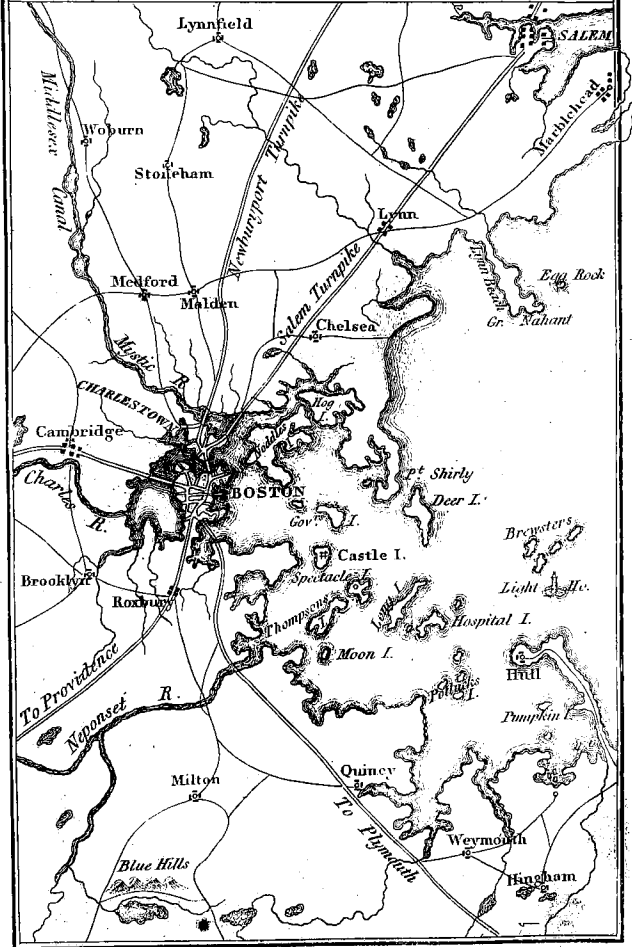 Lynnfield
SALEM
Marblehead
Middlesex
Canal
Woburn
Stoneham
Newburyport Turnpike
Lynn
Lynn Beach
Egg Rock
Gr. Nahant
Medford
Malden
Salem Turnpike
Chelsea
Mystic R.
CHARLESTOWN
Hog
I.
Noddles
I.
Cambridge
Charles R.
BOSTON
Pt Shirly
Deer I.
Govrs I.
Brewsters
Castle I.
Spectacle I.
Light Ho.
Brooklyn
Roxbury
Thompsons
I.
Long I.
Hospital I.
Moon I.
Hull
To Providence
Neponset R.
I.
Pumpkin I.
Milton
Quincy
To Plymouth
Weymouth
Blue Hills
Hingham